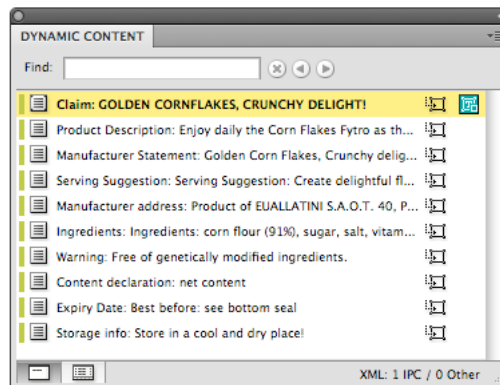 DYNAMIC CONTENT
Find:
Claim: GOLDEN CORNFLAKES, CRUNCHY DELIGHT!
Product Description: Enjoy daily the Corn Flakes Fytro as th...
Manufacturer Statement: Golden Corn Flakes, Crunchy delig...
Serving Suggestion: Serving Suggestion: Create delightful fl...
Manufacturer address: Product of EUALLATINI S.A.O.T. 40, P...
Ingredients: Ingredients: corn flour (91%), sugar, salt, vitam...
Warning: Free of genetically modified ingredients.
Content declaration: net content
Expiry Date: Best before: see bottom seal
Storage info: Store in a cool and dry place!
XML: 1 IPC / 0 Other